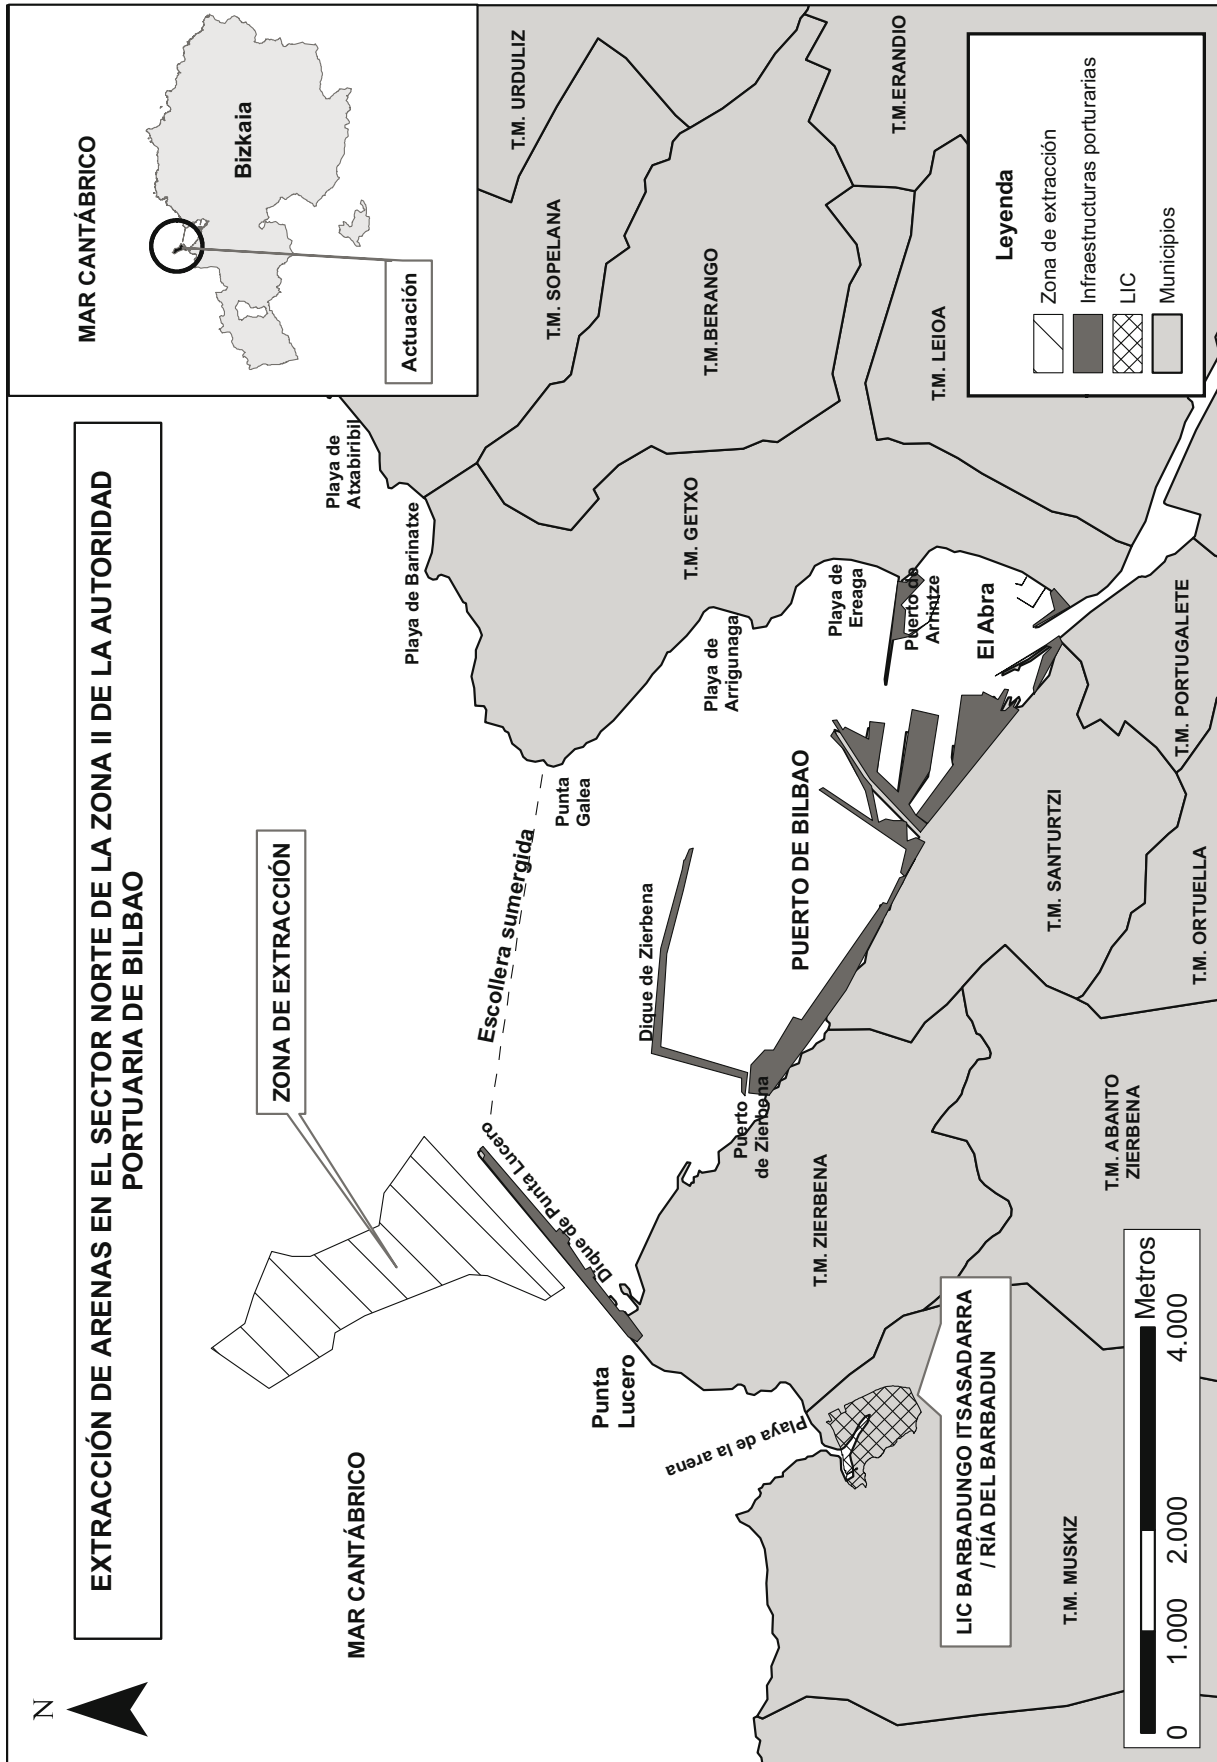 N
EXTRACCIÓN DE ARENAS EN EL SECTOR NORTE DE LA ZONA II DE LA AUTORIDAD
PORTUARIA DE BILBAO
MAR CANTÁBRICO
Bizkaia
Actuación
MAR CANTÁBRICO
ZONA DE EXTRACCIÓN
Playa de
Atxabiribil
Playa de Barinatxe
T.M. URDULIZ
T.M. SOPELANA
Escollera sumergida
Punta
Galea
Dique de Punta Lucero
Punta
Lucero
Dique de Zierbena
T.M. GETXO
T.M.BERANGO
Playa de
Arrigunaga
Playa de la arena
Puerto
de Zierbena
PUERTO DE BILBAO
Playa de
Ereaga
Puerto de
Arrintze
T.M. ZIERBENA
El Abra
T.M. LEIOA
T.M.ERANDIO
LIC BARBADUNGO ITSASADARRA
/ RÍA DEL BARBADUN
T.M. MUSKIZ
T.M. ABANTO
ZIERBENA
T.M. SANTURTZI
T.M. PORTUGALETE
T.M. ORTUELLA
Leyenda
Zona de extracción
Infraestructuras porturarias
LIC
Municipios
Metros
0 1.000 2.000 4.000